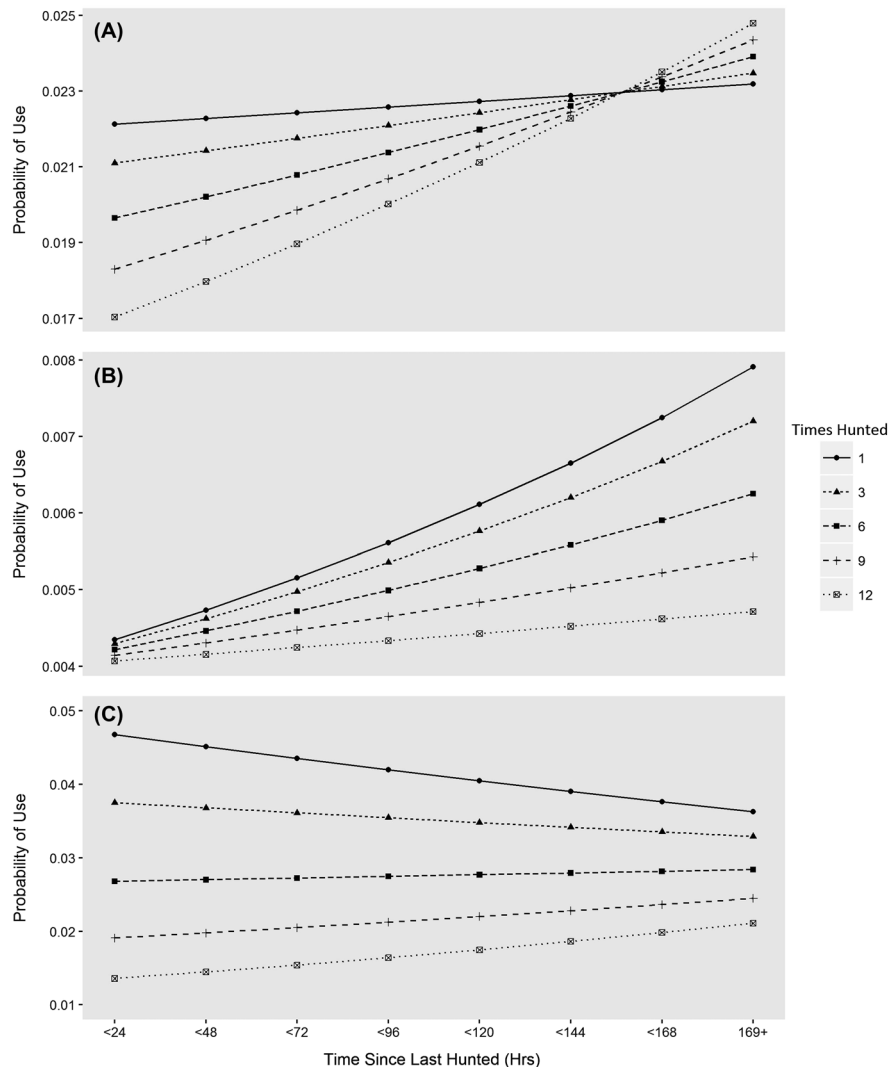 (A)
Probability of Use
0.025
0.023
0.021
0.019
0.017
(B)
Probability of Use
0.008
0.007
0.006
0.005
0.004
(C)
Probability of Use
0.05
0.04
0.03
0.02
0.01
<24 <48 <72 <96 <120 <144 <168 169+
Time Since Last Hunted (Hrs)
Times Hunted
1
3
6
9
12